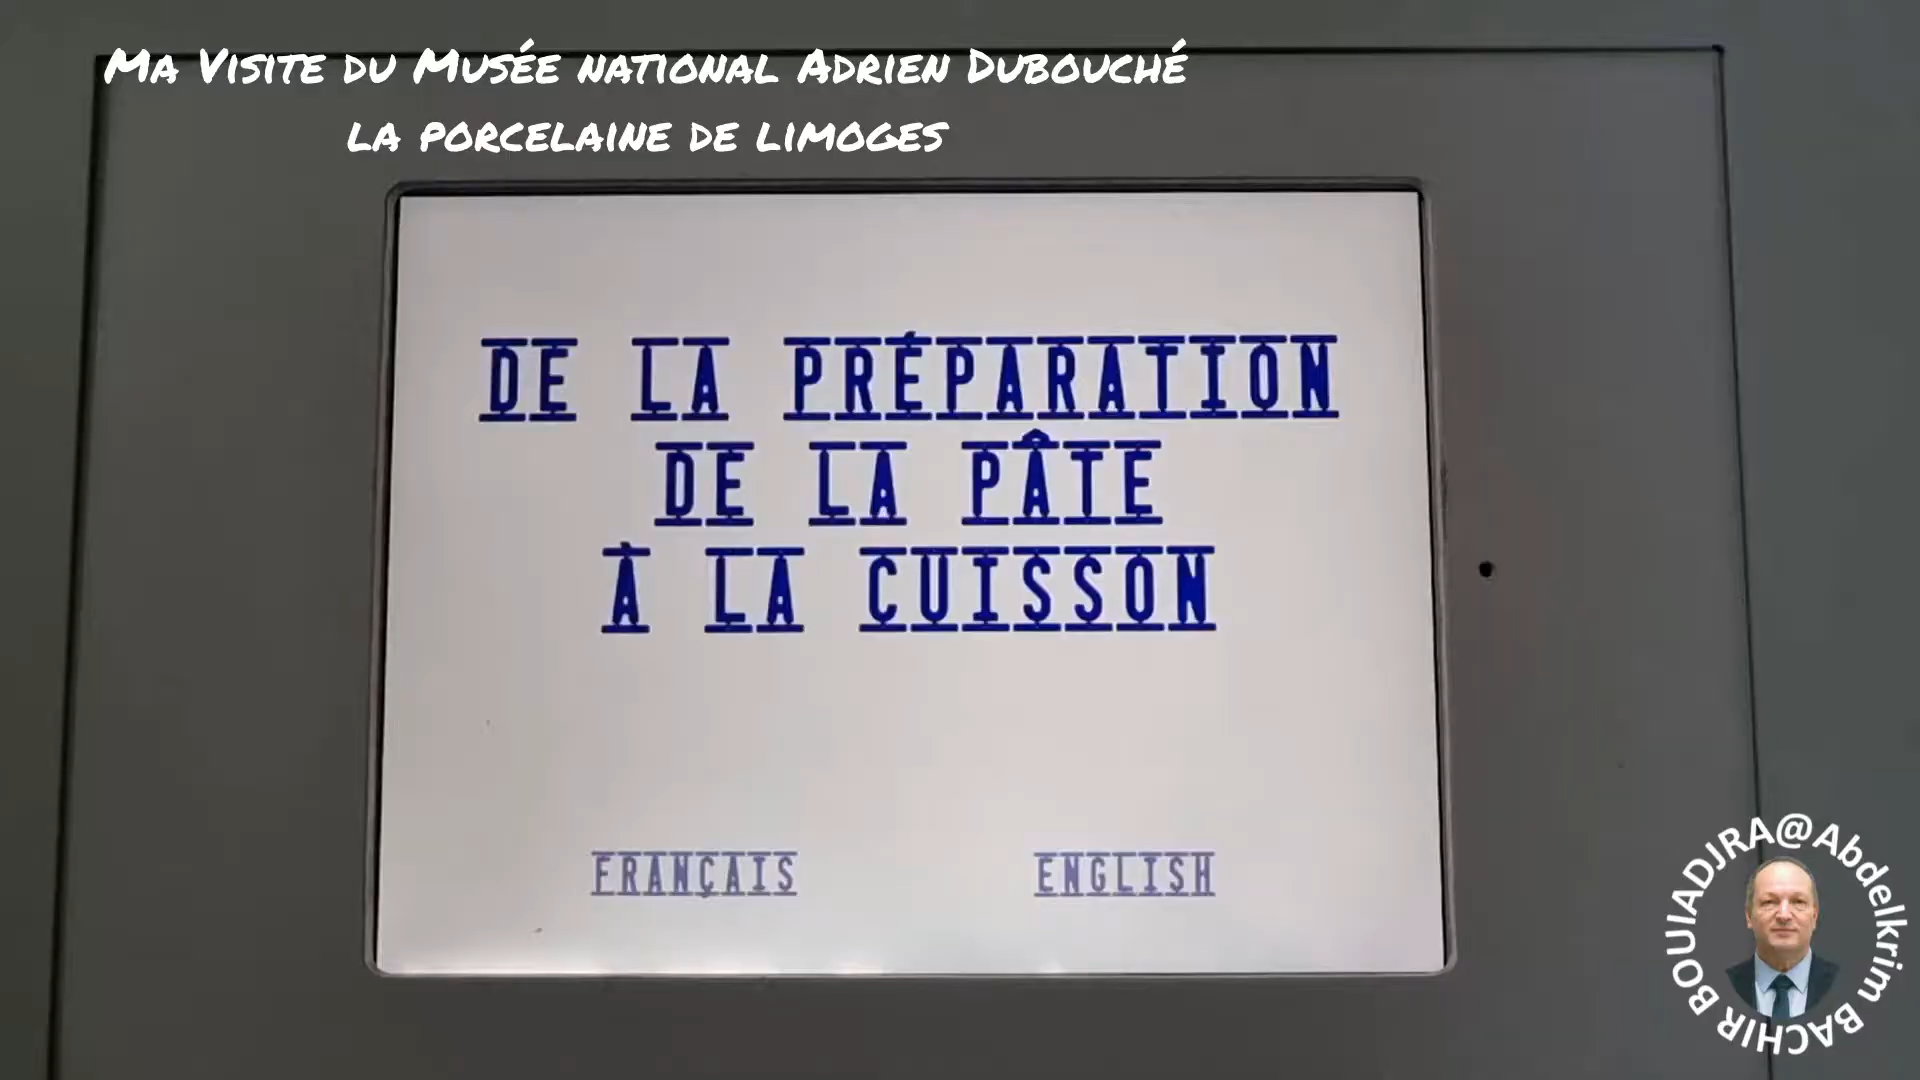 Ma Visite du Musée national Adrien Dubouché
la porcelaine de limoges
DE LA PRÉPARATION
DE LA PÂTE
À LA CUISSON
FRANÇAIS ENGLISH
@Abdelkrim BACHIR BOUIADJRA